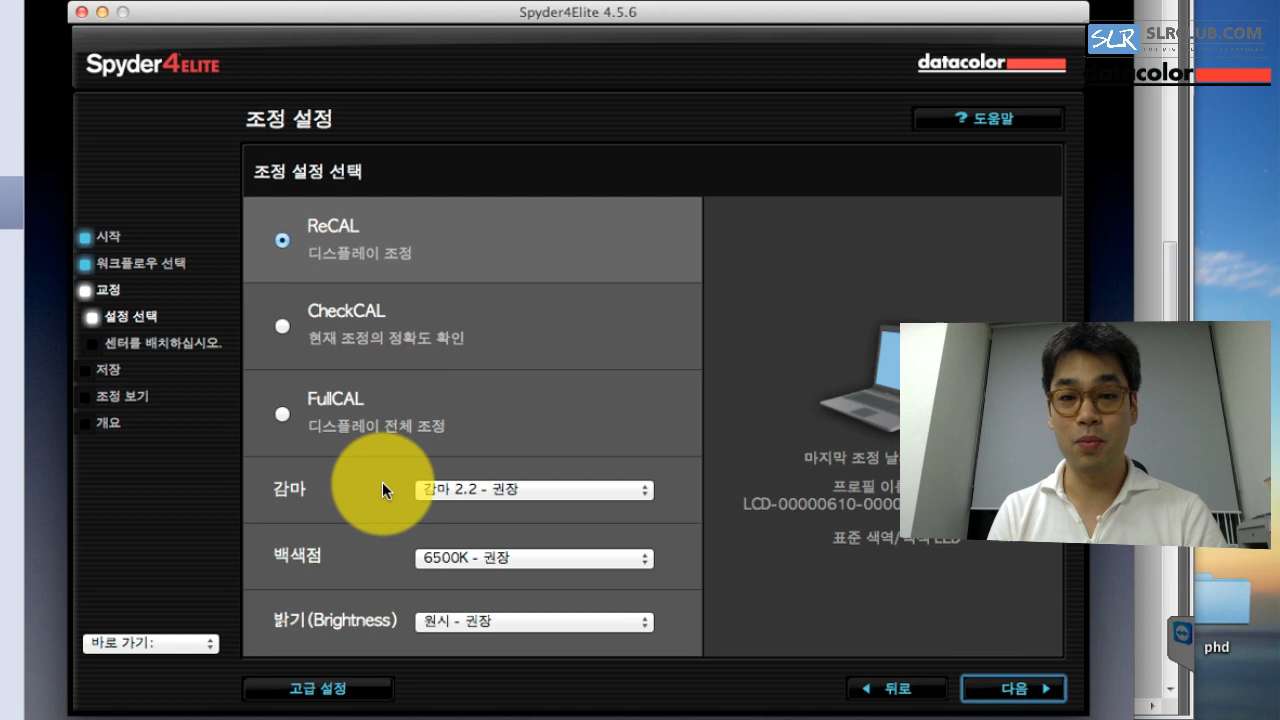 Spyder4Elite 4.5.6
SLR SLRCLUB.COM
Spyder4ELITE
datacolor
datacolor
조정 설정
? 도움말
조정 설정 선택
시작
워크플로우 선택
교정
설정 선택
센터를 배치하십시오.
저장
조정 보기
개요
바로 가기:
ReCAL
디스플레이 조정
CheckCAL
현재 조정의 정확도 확인
FullCAL
디스플레이 전체 조정
감마
감마 2.2 - 권장
백색점
6500K - 권장
밝기(Brightness)
원시 - 권장
마지막 조정
프로필
LCD-00000610-0000
표준 색역/
고급 설정
뒤로
다음
phd